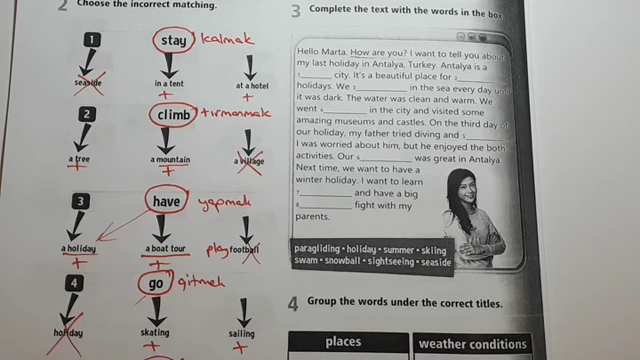 2 Choose the incorrect matching.
1 stay kalmak
seaside in a tent at a hotel
+ +
2 climb tırmanmak
a tree a mountain a village
+ +
3 have yapmak
a holiday a boat tour play football
+ +
4 go gitmek
holiday skating sailing
+ +
3 Complete the text with the words in the box
Hello Marta. How are you? I want to tell you about
my last holiday in Antalya, Turkey. Antalya is a
1______ city. It's a beautiful place for 2______
holidays. We 3______ in the sea every day until
it was dark. The water was clean and warm. We
went 4______ in the city and visited some
amazing museums and castles. On the third day of
our holiday, my father tried diving and 5______
I was worried about him, but he enjoyed the both
activities. Our 6______ was great in Antalya.
Next time, we want to have a
winter holiday. I want to learn
7______ and have a big
8______ fight with my
parents.
paragliding • holiday • summer • skiing
swam • snowball • sightseeing • seaside
4 Group the words under the correct titles.
places weather conditions